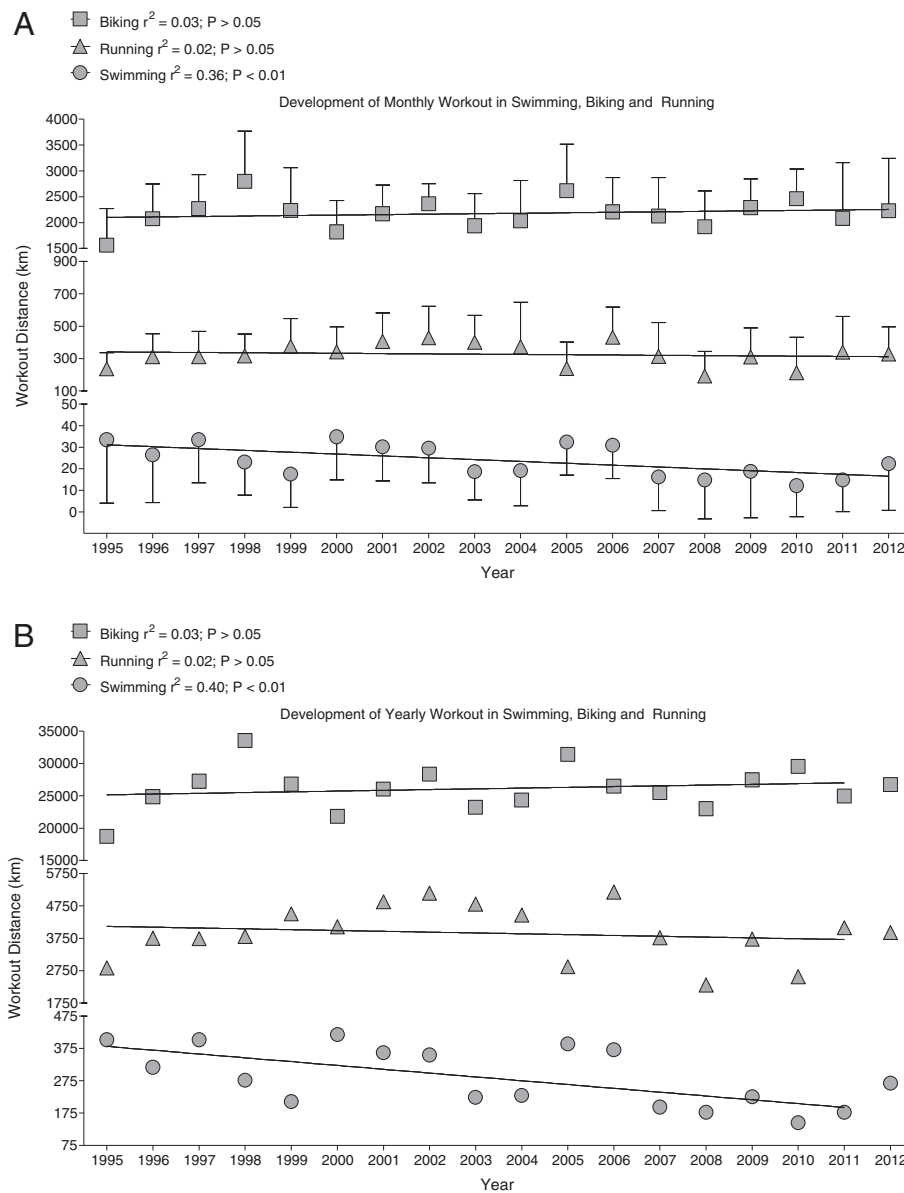 A
Biking r² = 0.03; P > 0.05
Running r² = 0.02; P > 0.05
Swimming r² = 0.36; P < 0.01
Development of Monthly Workout in Swimming, Biking and Running
Workout Distance (km)
4000
3500
3000
2500
2000
1500
900
700
500
300
100
50
40
30
20
10
0
1995 1996 1997 1998 1999 2000 2001 2002 2003 2004 2005 2006 2007 2008 2009 2010 2011 2012
Year
B
Biking r² = 0.03; P > 0.05
Running r² = 0.02; P > 0.05
Swimming r² = 0.40; P < 0.01
Development of Yearly Workout in Swimming, Biking and Running
Workout Distance (km)
35000
30000
25000
20000
15000
5750
4750
3750
2750
1750
475
375
275
175
75
1995 1996 1997 1998 1999 2000 2001 2002 2003 2004 2005 2006 2007 2008 2009 2010 2011 2012
Year